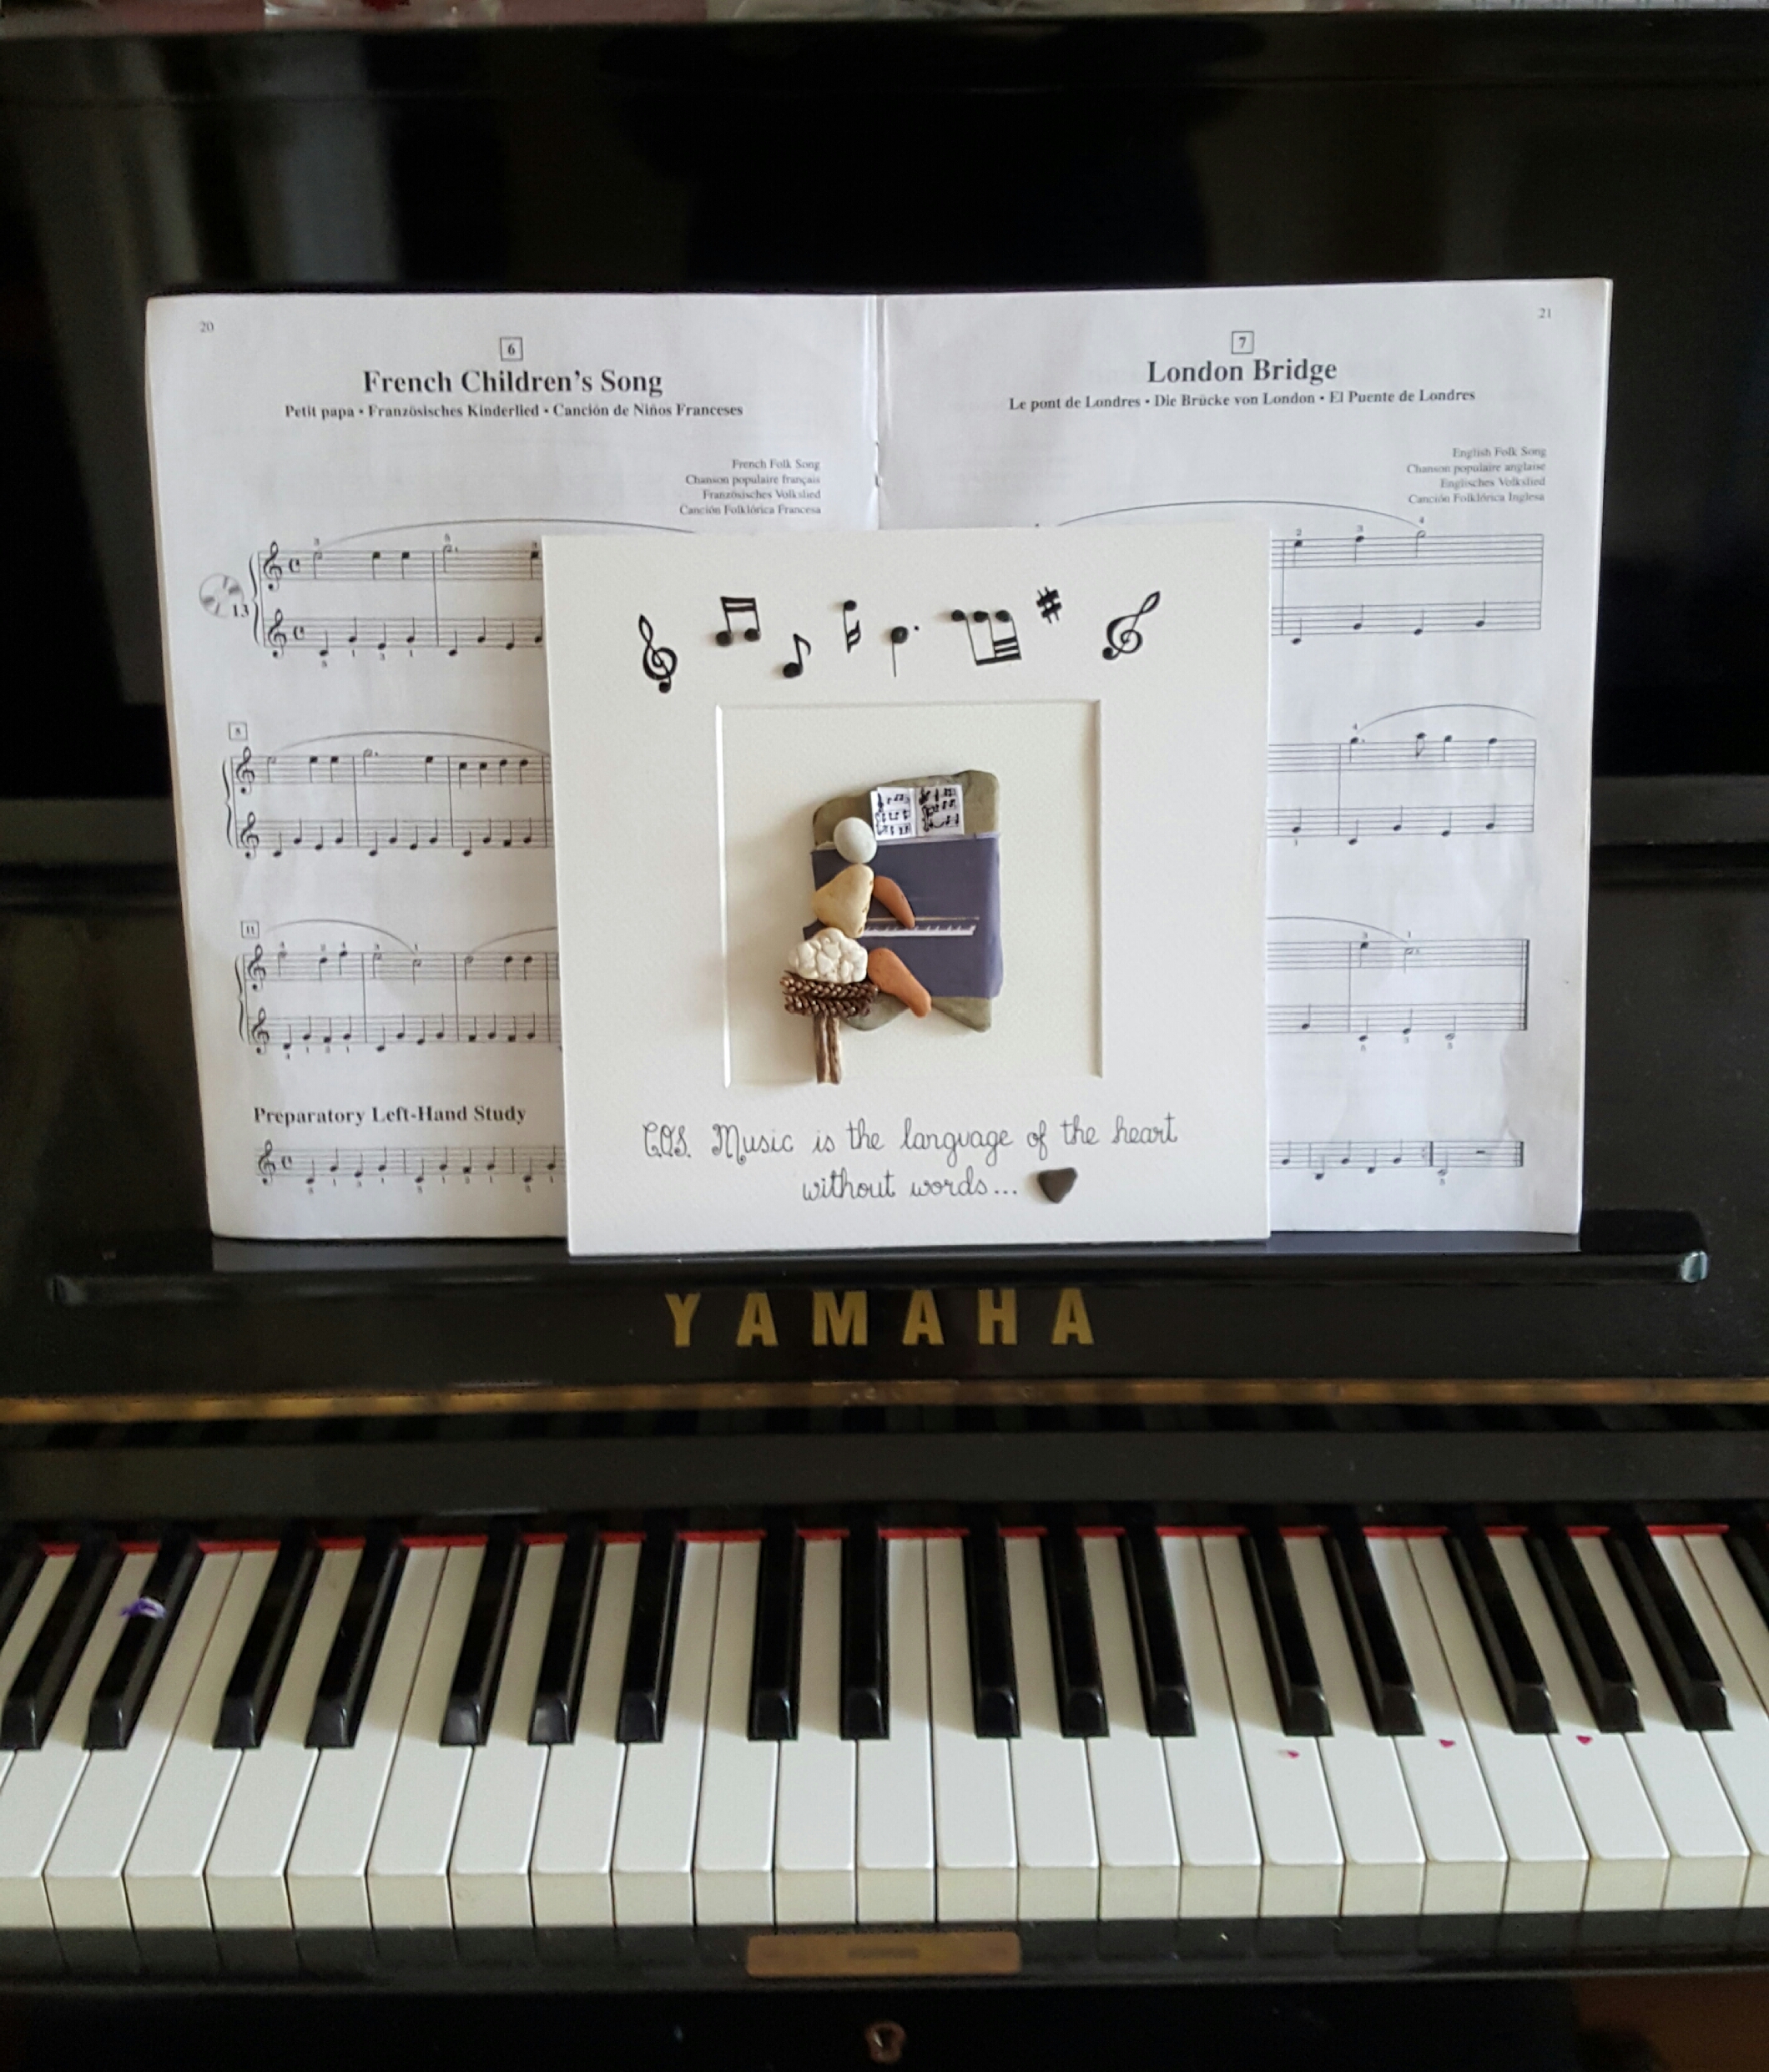 20
6
French Children's Song
Petit papa • Französisches Kinderlied • Canción de Niños Franceses
French Folk Song
Chanson populaire français
Französisches Volkslied
Canción Folklórica Francesa
13
8
11
Preparatory Left-Hand Study
21
7
London Bridge
Le pont de Londres • Die Brücke von London • El Puente de Londres
English Folk Song
Chanson populaire anglaise
Englisches Volkslied
Canción Folklórica Inglesa
Music is the language of the heart
without words...
YAMAHA